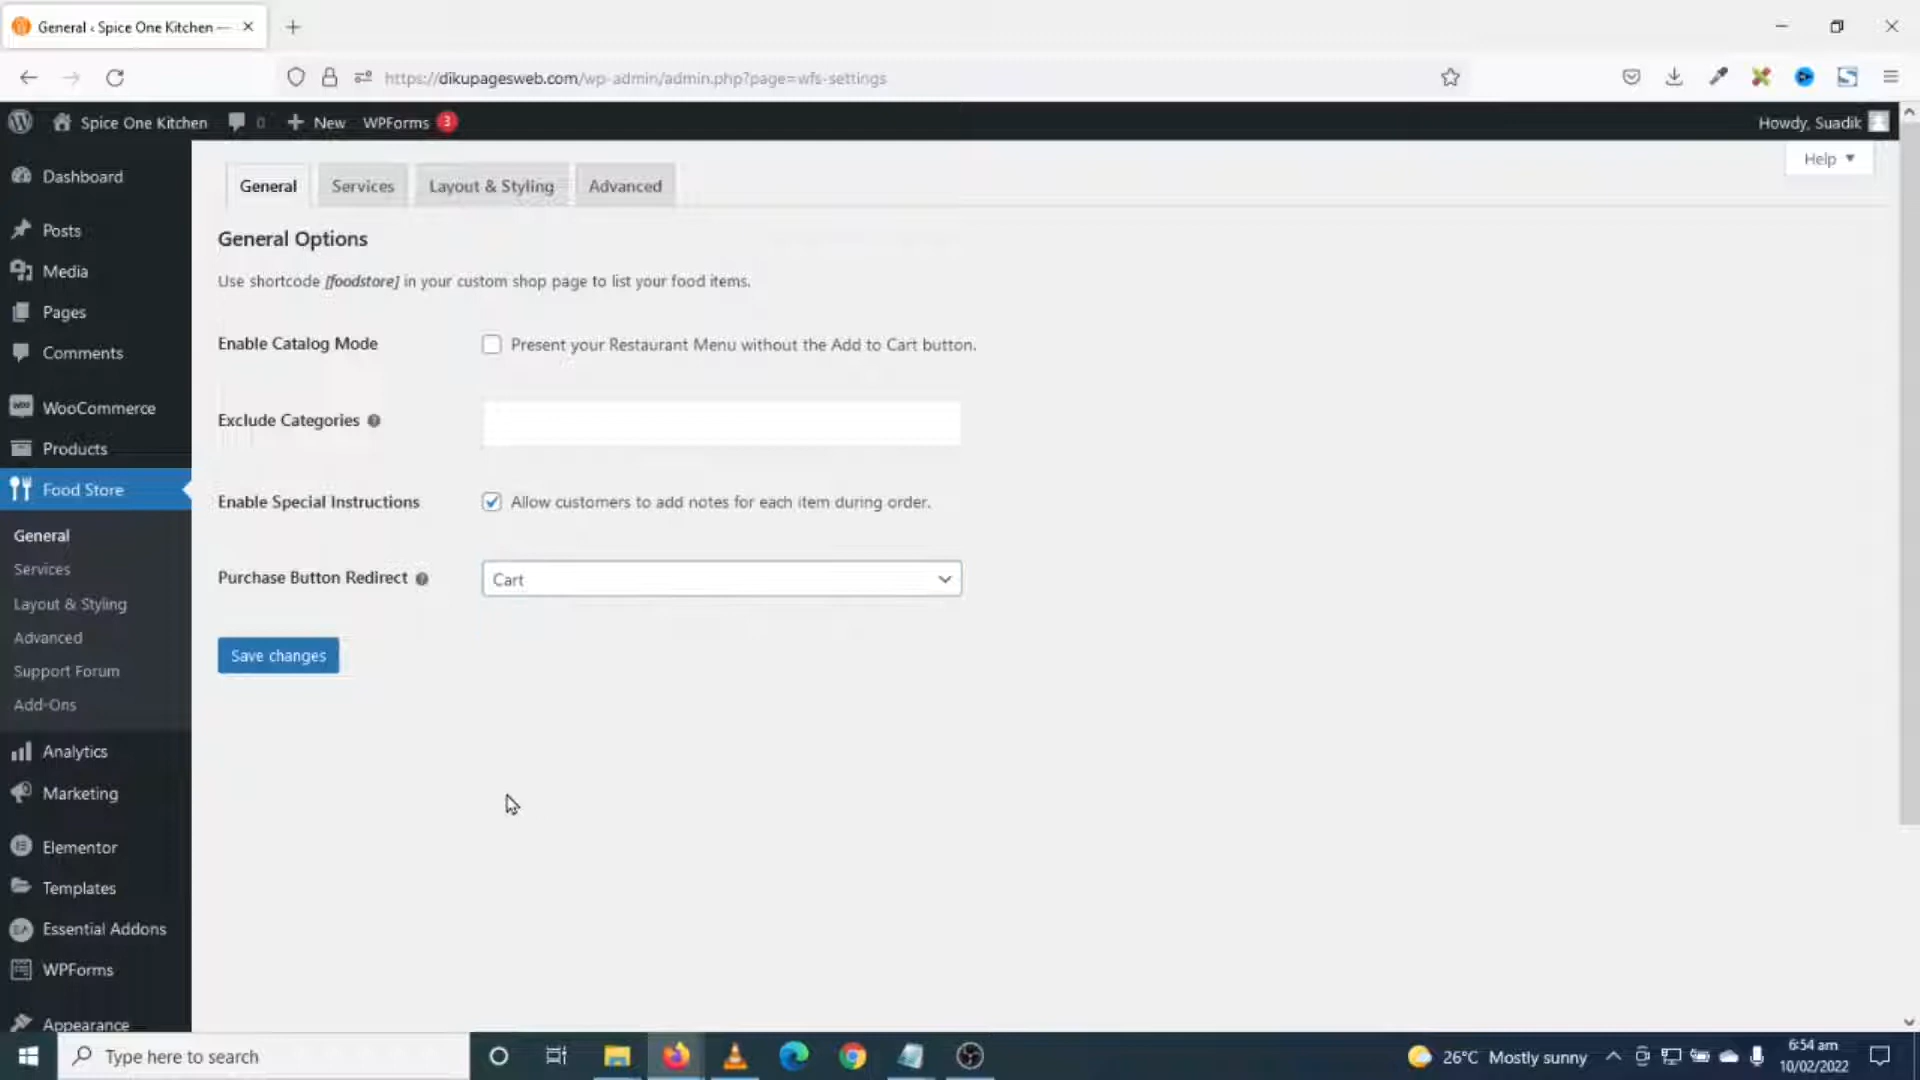 General ‹ Spice One Kitchen —
https://dikupagesweb.com/wp-admin/admin.php?page=wfs-settings
Spice One Kitchen 0 New WPForms 3 Howdy, Suadik
Help
Dashboard
Posts
Media
Pages
Comments
WooCommerce
Products
Food Store
General
Services
Layout & Styling
Advanced
Support Forum
Add-Ons
Analytics
Marketing
Elementor
Templates
Essential Addons
WPForms
Appearance
General Services Layout & Styling Advanced
General Options
Use shortcode [foodstore] in your custom shop page to list your food items.
Enable Catalog Mode Present your Restaurant Menu without the Add to Cart button.
Exclude Categories
Enable Special Instructions Allow customers to add notes for each item during order.
Purchase Button Redirect Cart
Save changes
Type here to search
26°C Mostly sunny
6:54 am
10/02/2022